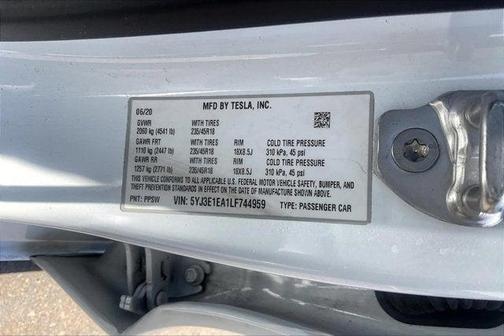 MFD BY TESLA, INC.
06/20
GVWR WITH TIRES
2060 kg (4541 lb) 235/45R18
GAWR FRT WITH TIRES RIM COLD TIRE PRESSURE
1110 kg (2447 lb) 235/45R18 18X8.5J 310 kPa, 45 psi
GAWR RR WITH TIRES RIM COLD TIRE PRESSURE
1257 kg (2771 lb) 235/45R18 18X8.5J 310 kPa, 45 psi
THIS VEHICLE CONFORMS TO ALL APPLICABLE U.S. FEDERAL MOTOR VEHICLE SAFETY, BUMPER, AND
THEFT PREVENTION STANDARDS IN EFFECT ON THE DATE OF MANUFACTURE SHOWN ABOVE.
VIN: 5YJ3E1EA1LF744959
PNT: PPSW TYPE: PASSENGER CAR